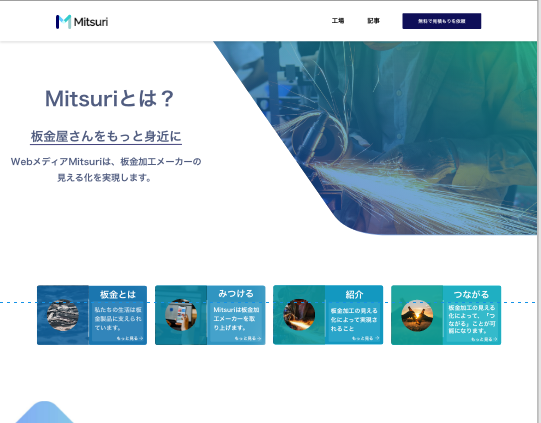 Mitsuri
工場 記事 無料で見積もりを依頼
Mitsuriとは？
板金屋さんをもっと身近に
WebメディアMitsuriは、板金加工メーカーの
見える化を実現します。
板金とは
私たちの生活は板
金製品に支えられ
ています。
もっと見る
みつける
Mitsuriは板金加
工メーカーを取
り上げます。
もっと見る
紹介
板金加工の見える
化によって実現さ
れること
もっと見る
つながる
板金加工の見える
化によって、「つ
ながる」ことが可
能になります。
もっと見る